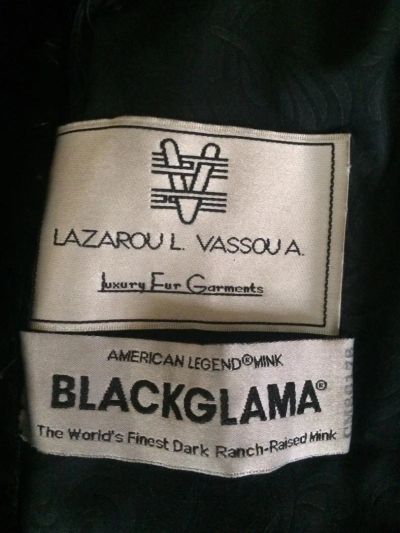 LAZAROU L. VASSOU A.
Luxury Fur Garments
AMERICAN LEGEND® MINK
BLACKGLAMA®
The World's Finest Dark Ranch-Raised Mink